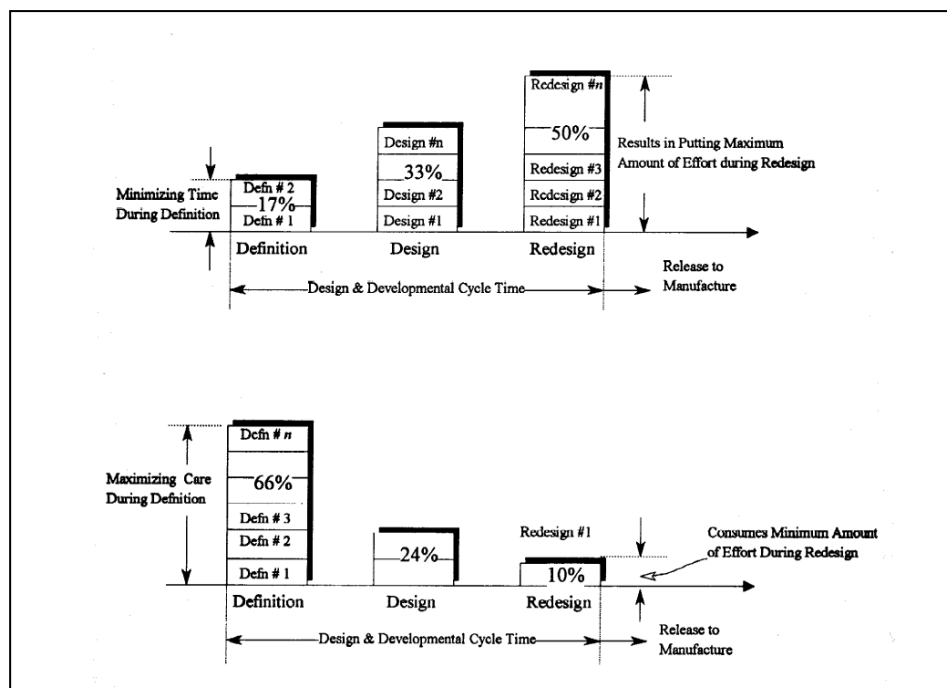 Redesign #n
50%
Redesign #3
Redesign #2
Redesign #1
Results in Putting Maximum
Amount of Effort during Redesign
Design #n
33%
Design #2
Design #1
Minimizing Time
During Definition
Defn # 2
17%
Defn # 1
Definition
Design
Redesign
Design & Developmental Cycle Time
Release to
Manufacture
Maximizing Care
During Defnition
Defn # n
66%
Defn # 3
Defn # 2
Defn # 1
24%
Redesign #1
10%
Consumes Minimum Amount
of Effort During Redesign
Definition
Design
Redesign
Design & Developmental Cycle Time
Release to
Manufacture